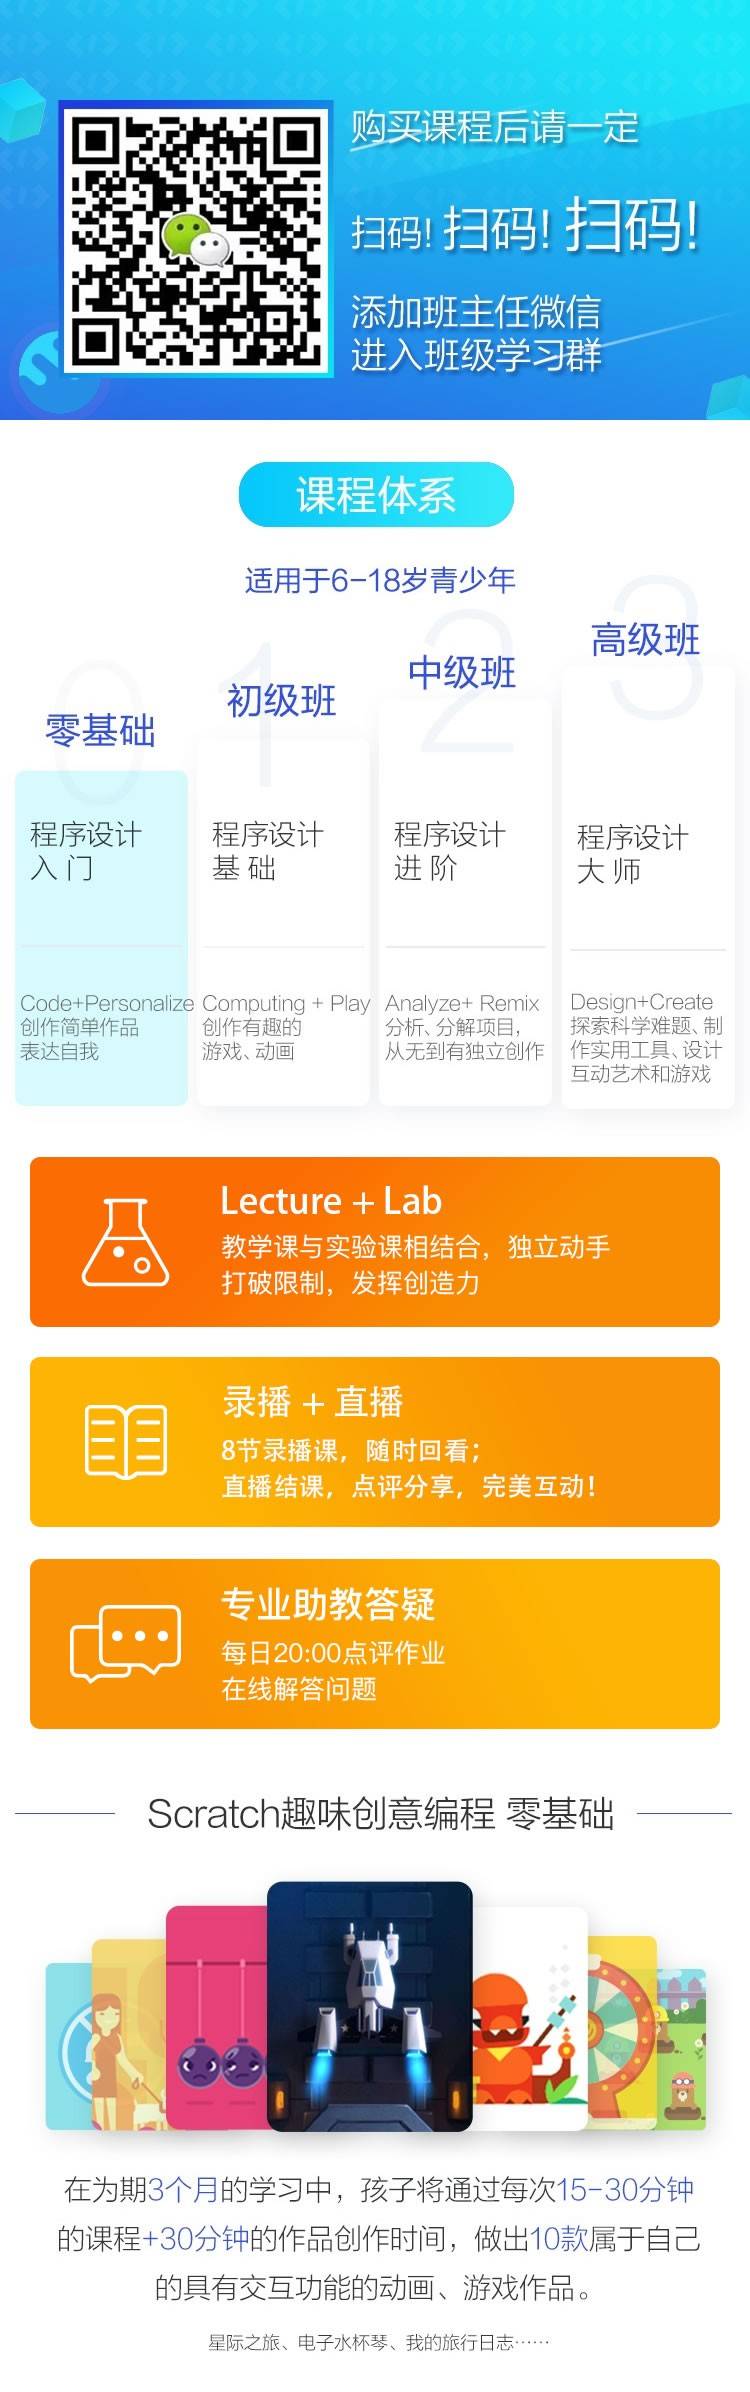 购买课程后请一定
扫码! 扫码! 扫码!
添加班主任微信
进入班级学习群
课程体系
适用于6-18岁青少年
0
零基础
程序设计
入 门
Code+Personalize
创作简单作品
表达自我
1
初级班
程序设计
基 础
Computing + Play
创作有趣的
游戏、动画
2
中级班
程序设计
进 阶
Analyze+ Remix
分析、分解项目,
从无到有独立创作
3
高级班
程序设计
大 师
Design+Create
探索科学难题、制
作实用工具、设计
互动艺术和游戏
Lecture + Lab
教学课与实验课相结合，独立动手
打破限制，发挥创造力
录播 + 直播
8节录播课，随时回看；
直播结课，点评分享，完美互动！
专业助教答疑
每日20:00点评作业
在线解答问题
Scratch趣味创意编程 零基础
在为期3个月的学习中，孩子将通过每次15-30分钟
的课程+30分钟的作品创作时间，做出10款属于自己
的具有交互功能的动画、游戏作品。
星际之旅、电子水杯琴、我的旅行日志……